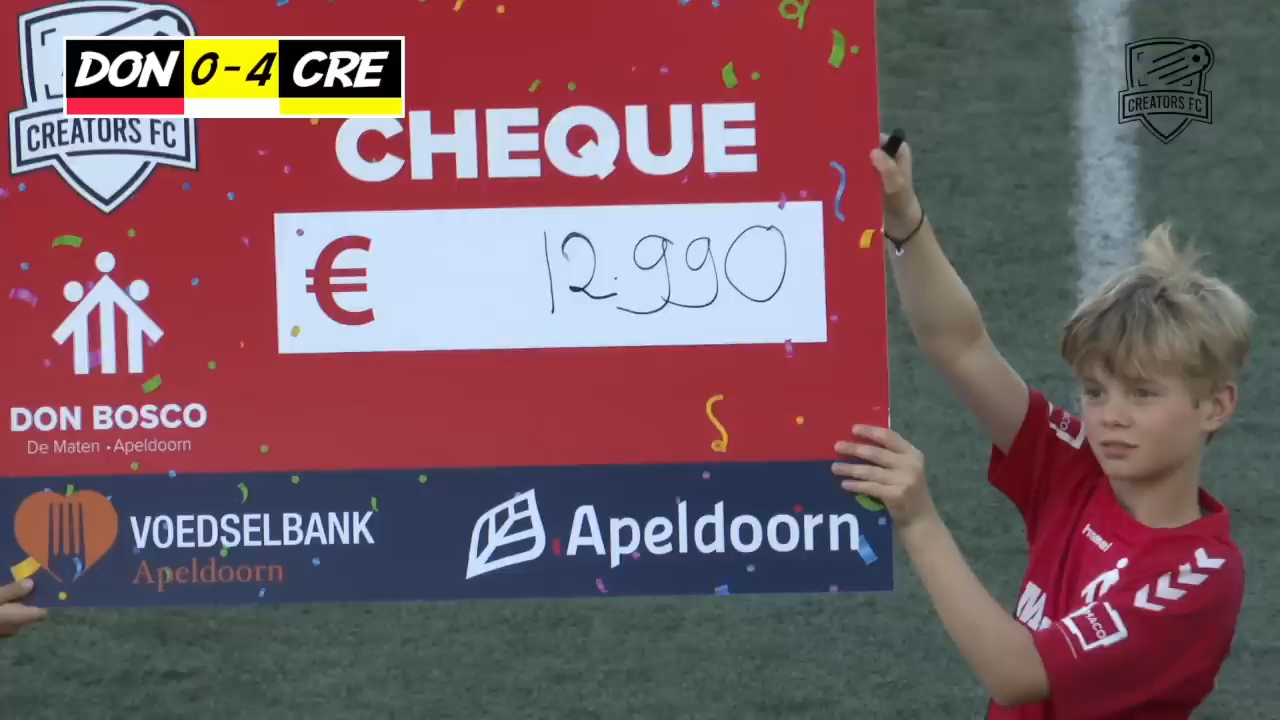 DON 0-4 CRE
CREATORS FC
CREATORS FC
CHEQUE
€ 12.990
DON BOSCO
De Maten • Apeldoorn
VOEDSELBANK
Apeldoorn
Apeldoorn
hummel
MACO